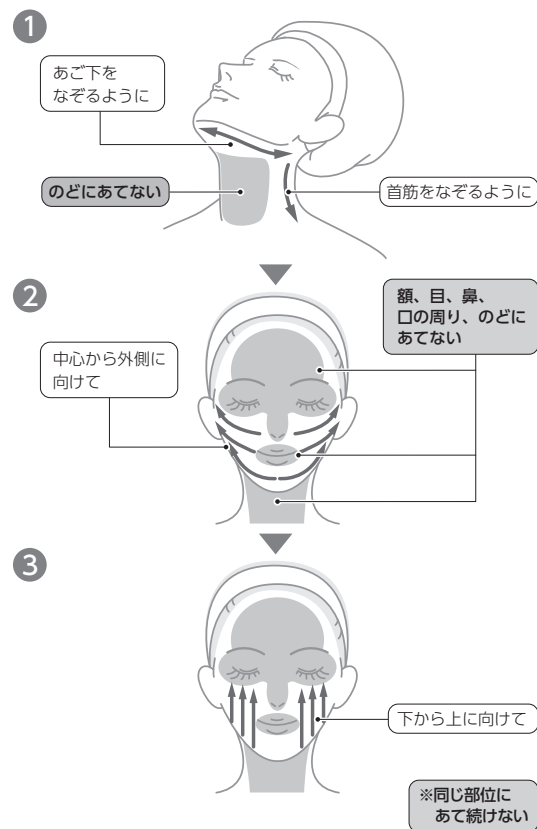 1
あご下を
なぞるように
のどにあてない
首筋をなぞるように
2
額、目、鼻、
口の周り、のどに
あてない
中心から外側に
向けて
3
下から上に向けて
※同じ部位に
あて続けない